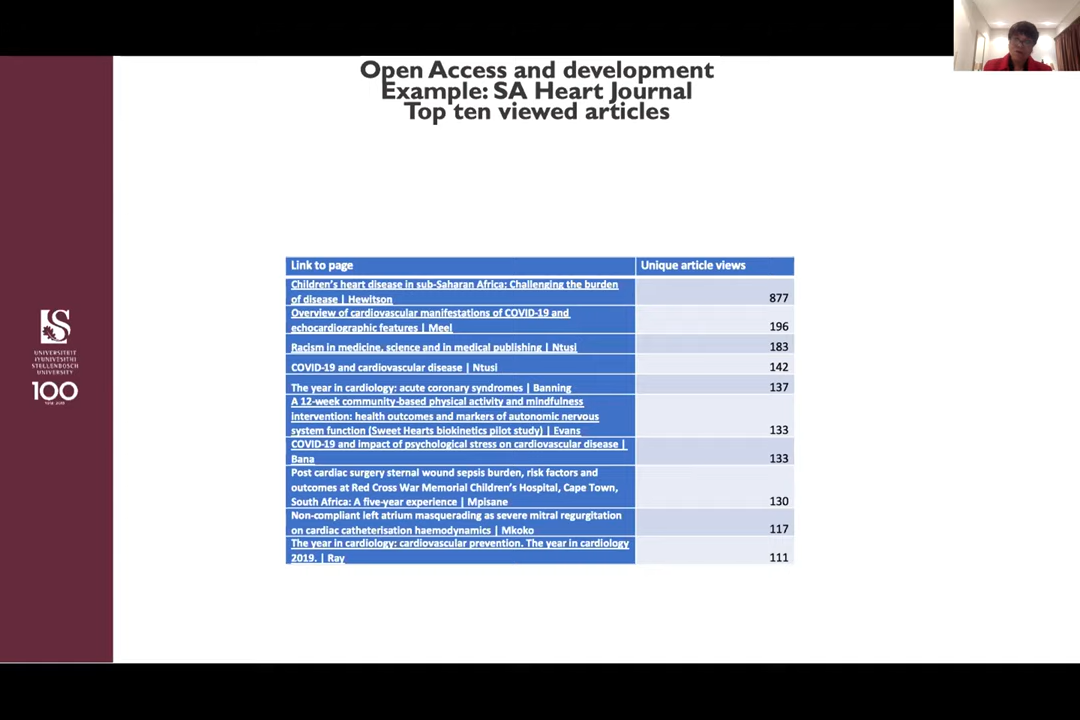 Open Access and development
Example: SA Heart Journal
Top ten viewed articles
Link to page
Unique article views
Children's heart disease in sub-Saharan Africa: Challenging the burden
of disease | Hewitson
877
Overview of cardiovascular manifestations of COVID-19 and
echocardiographic features | Meel
196
Racism in medicine, science and in medical publishing | Ntusi
183
COVID-19 and cardiovascular disease | Ntusi
142
The year in cardiology: acute coronary syndromes | Banning
137
A 12-week community-based physical activity and mindfulness
intervention: health outcomes and markers of autonomic nervous
system function (Sweet Hearts biokinetics pilot study) | Evans
133
COVID-19 and impact of psychological stress on cardiovascular disease |
Bana
133
Post cardiac surgery sternal wound sepsis burden, risk factors and
outcomes at Red Cross War Memorial Children's Hospital, Cape Town,
South Africa: A five-year experience | Mpisane
130
Non-compliant left atrium masquerading as severe mitral regurgitation
on cardiac catheterisation haemodynamics | Mkoko
117
The year in cardiology: cardiovascular prevention. The year in cardiology
2019. | Ray
111
UNIVERSITEIT
IYUNIVESITHI
STELLENBOSCH
UNIVERSITY
100